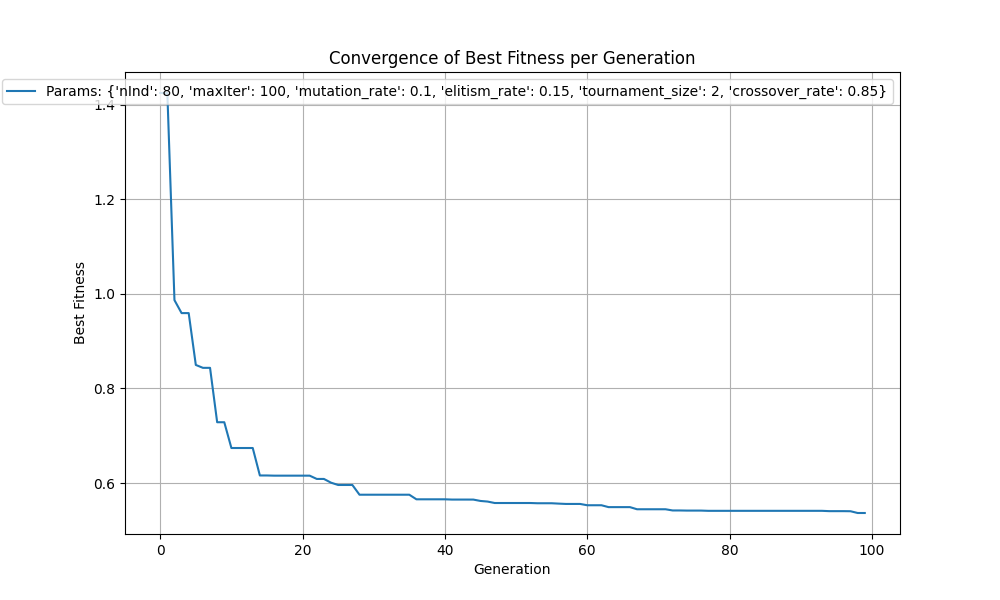 Convergence of Best Fitness per Generation
Params: {'nInd': 80, 'maxIter': 100, 'mutation_rate': 0.1, 'elitism_rate': 0.15, 'tournament_size': 2, 'crossover_rate': 0.85}
1.4
1.2
1.0
0.8
0.6
Best Fitness
0 20 40 60 80 100
Generation